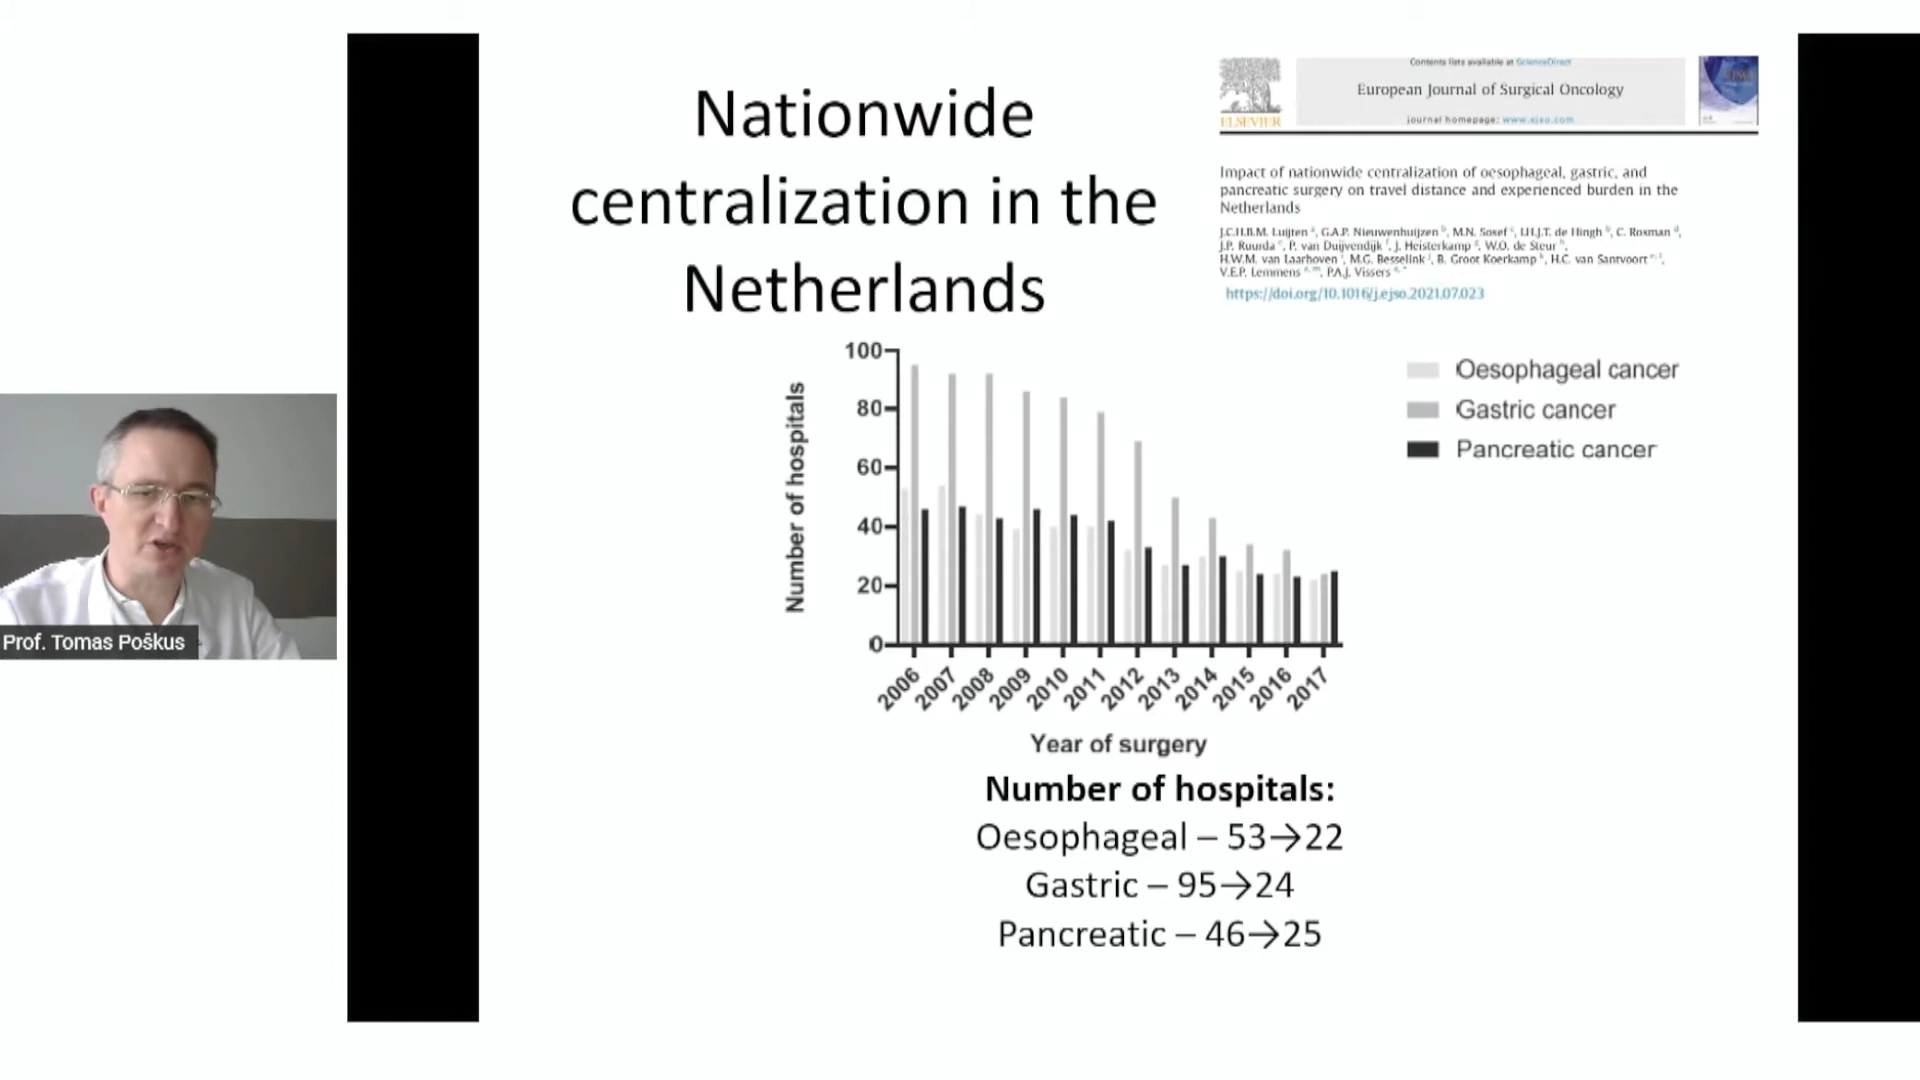 Nationwide
centralization in the
Netherlands
Contents lists available at ScienceDirect
European Journal of Surgical Oncology
journal homepage: www.ejso.com
ELSEVIER
Impact of nationwide centralization of oesophageal, gastric, and
pancreatic surgery on travel distance and experienced burden in the
Netherlands
J.C.H.B.M. Luijten, G.A.P. Nieuwenhuijzen, M.N. Sosef, I.H.J.T. de Hingh, C. Rosman,
J.P. Ruurda, P. van Duijvendijk, J. Heisterkamp, W.O. de Steur,
H.W.M. van Laarhoven, M.G. Besselink, B. Groot Koerkamp, H.C. van Santvoort,
V.E.P. Lemmens, P.A.J. Vissers
https://doi.org/10.1016/j.ejso.2021.07.023
Number of hospitals
100
80
60
40
20
0
2006
2007
2008
2009
2010
2011
2012
2013
2014
2015
2016
2017
Year of surgery
Oesophageal cancer
Gastric cancer
Pancreatic cancer
Number of hospitals:
Oesophageal – 53→22
Gastric – 95→24
Pancreatic – 46→25
Prof. Tomas Poškus